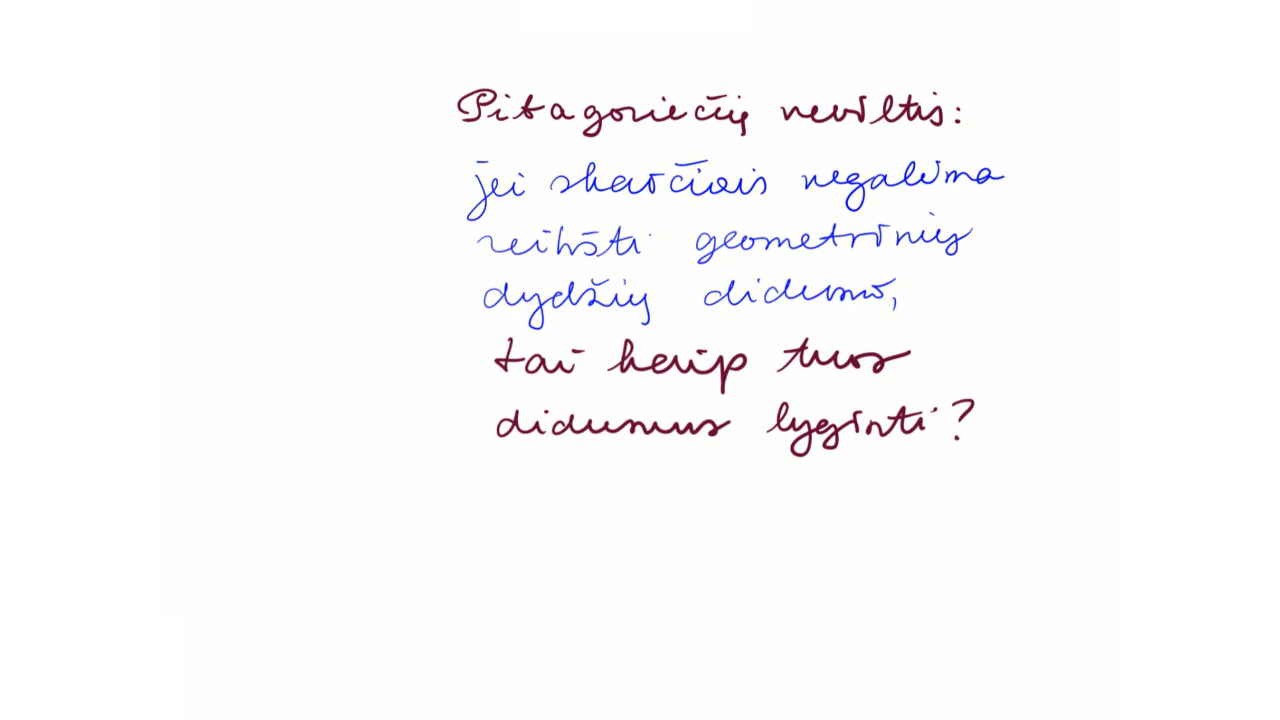 Pitagoriečių neviltis:
jei skaičiais negalima
reikšti geometrinių
dydžių didumo,
tai kaip tuos
didumus lyginti?